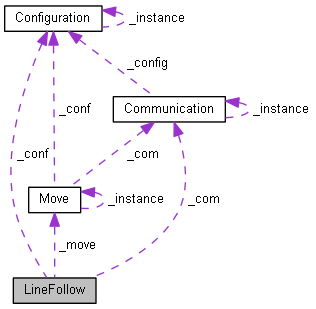 Configuration
_instance
_config
_conf
Communication
_instance
_conf
_com
Move
_instance
_com
_move
LineFollow